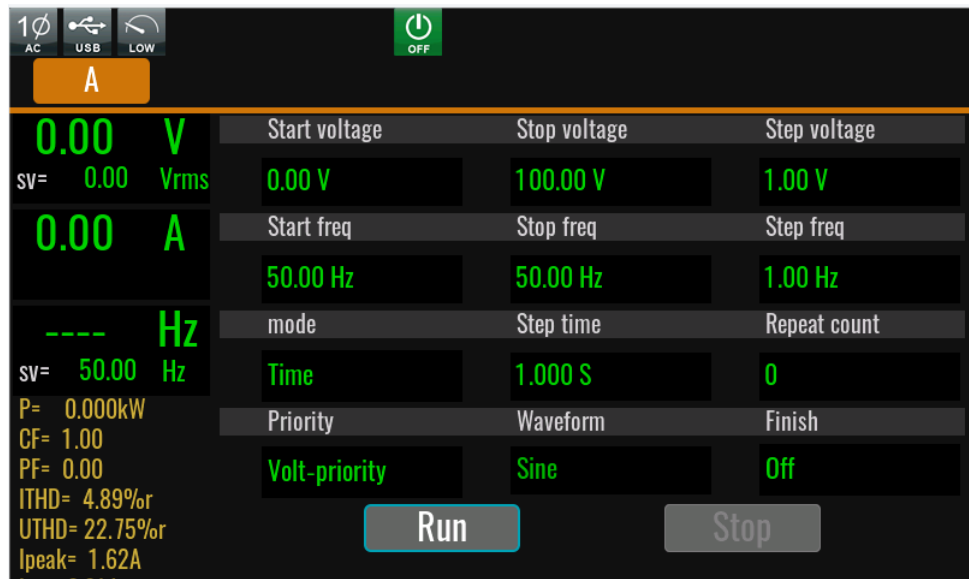 1Ø
AC
USB
LOW
OFF
A
0.00 V
sv= 0.00 Vrms
0.00 A
---- Hz
sv= 50.00 Hz
P= 0.000kW
CF= 1.00
PF= 0.00
ITHD= 4.89%r
UTHD= 22.75%r
Ipeak= 1.62A
Start voltage Stop voltage Step voltage
0.00 V 100.00 V 1.00 V
Start freq Stop freq Step freq
50.00 Hz 50.00 Hz 1.00 Hz
mode Step time Repeat count
Time 1.000 S 0
Priority Waveform Finish
Volt-priority Sine Off
Run Stop